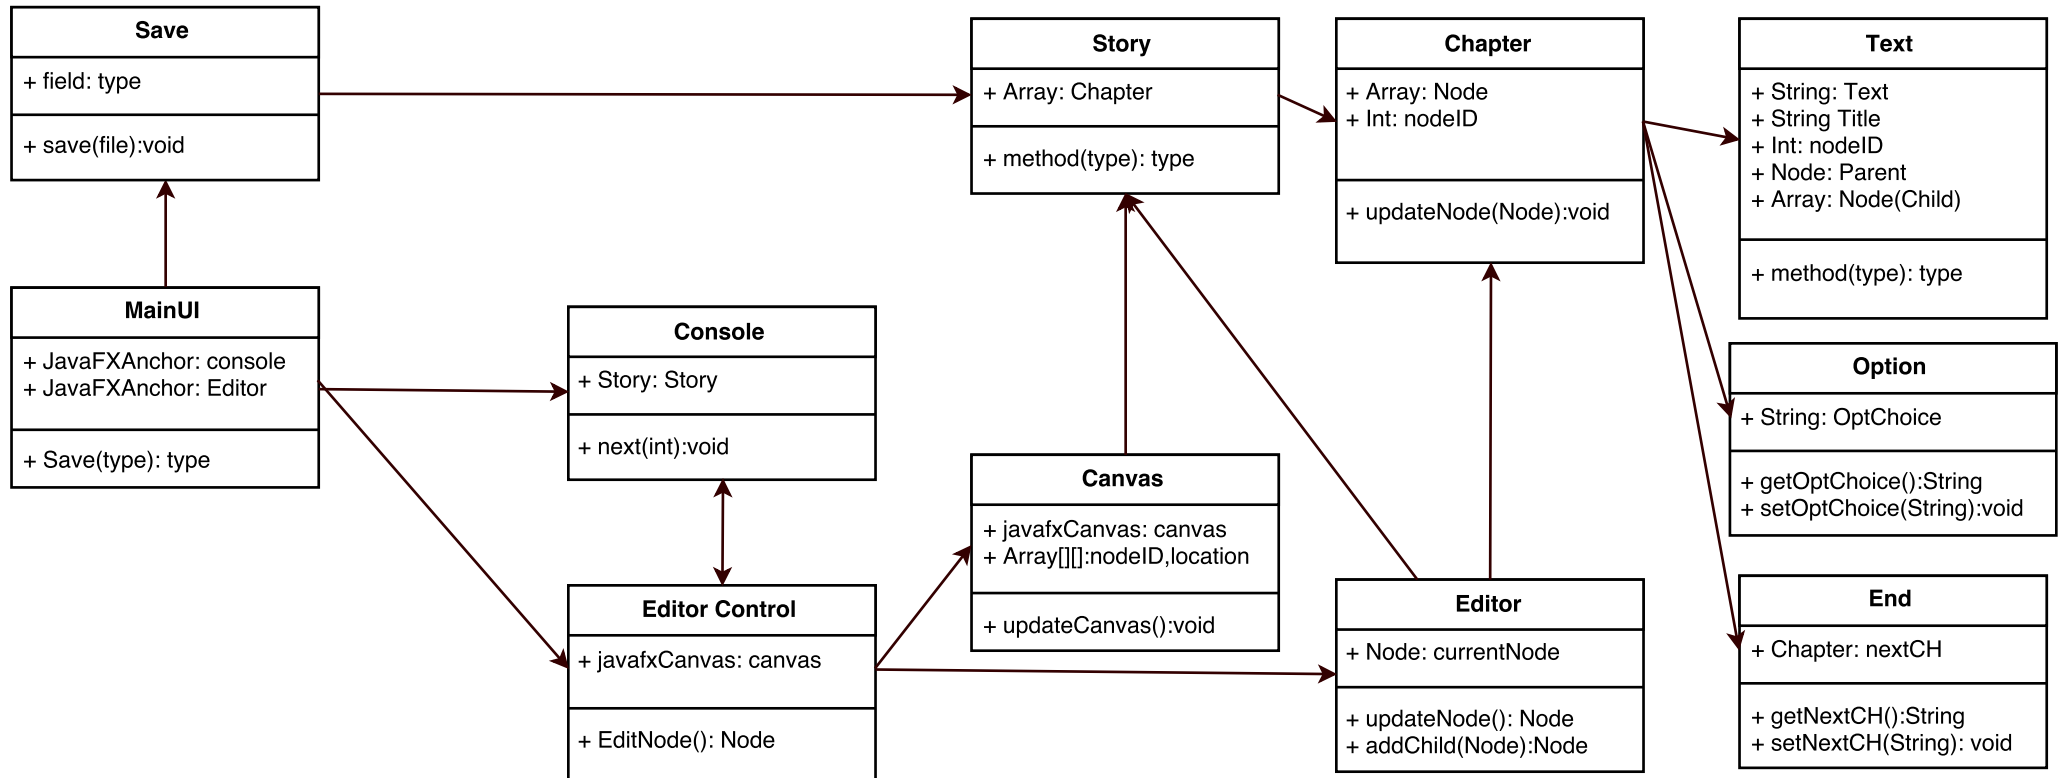 Save
+ field: type
+ save(file):void
Story
+ Array: Chapter
+ method(type): type
Chapter
+ Array: Node
+ Int: nodeID
+ updateNode(Node):void
Text
+ String: Text
+ String Title
+ Int: nodeID
+ Node: Parent
+ Array: Node(Child)
+ method(type): type
MainUI
+ JavaFXAnchor: console
+ JavaFXAnchor: Editor
+ Save(type): type
Console
+ Story: Story
+ next(int):void
Option
+ String: OptChoice
+ getOptChoice():String
+ setOptChoice(String):void
Canvas
+ javafxCanvas: canvas
+ Array[][]:nodeID,location
+ updateCanvas():void
Editor Control
+ javafxCanvas: canvas
+ EditNode(): Node
Editor
+ Node: currentNode
+ updateNode(): Node
+ addChild(Node):Node
End
+ Chapter: nextCH
+ getNextCH():String
+ setNextCH(String): void